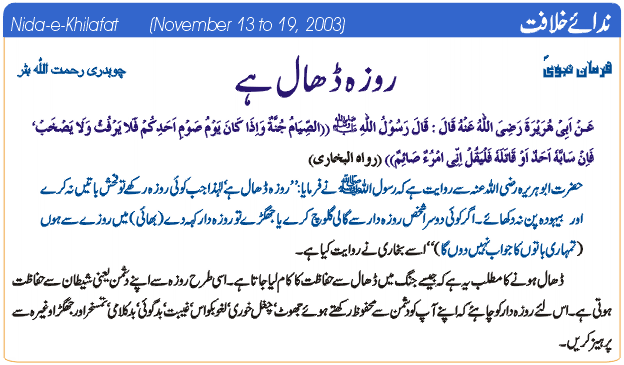 Nida-e-Khilafat (November 13 to 19, 2003) ندائے خلافت
فرمان نبویؐ
چوہدری رحمت اللہ بٹر
روزہ ڈھال ہے
عَنْ اَبِیْ هُرَيْرَةَ رَضِیَ اللّٰهُ عَنْهُ قَالَ : قَالَ رَسُوْلُ اللّٰهِ ﷺ ((الصِّيَامُ جُنَّةٌ وَاِذَا كَانَ يَوْمُ صَوْمِ اَحَدِكُمْ فَلَا يَرْفُثْ وَلَا يَصْخَبْ،
فَاِنْ سَابَّهٗ اَحَدٌ اَوْ قَاتَلَهٗ فَلْيَقُلْ اِنِّی امْرُءٌ صَائِمٌ)) (رواہ البخاری)
حضرت ابوہریرہ رضی اللہ عنہ سے روایت ہے کہ رسول اللہ ﷺ نے فرمایا: ”روزہ ڈھال ہے‘ لہٰذا جب کوئی روزہ رکھے تو فحش باتیں نہ کرے
اور بیہودہ پن نہ دکھائے۔ اگر کوئی دوسرا شخص روزہ دار سے گالی گلوچ کرے یا جھگڑے تو روزہ دار کہہ دے (بھائی) میں روزے سے ہوں
(تمہاری باتوں کا جواب نہیں دوں گا)“ اسے بخاری نے روایت کیا ہے۔
ڈھال ہونے کا مطلب یہ ہے کہ جیسے جنگ میں ڈھال سے حفاظت کا کام لیا جاتا ہے۔ اسی طرح روزہ سے اپنے دشمن یعنی شیطان سے حفاظت
ہوتی ہے۔ اس لئے روزہ دار کو چاہئے کہ اپنے آپ کو دشمن سے محفوظ رکھتے ہوئے جھوٹ‘ چغل خوری‘ لغو بکواس‘ غیبت‘ بدگوئی‘ بدکلامی‘ تمسخر اور جھگڑا وغیرہ سے
پرہیز کریں۔